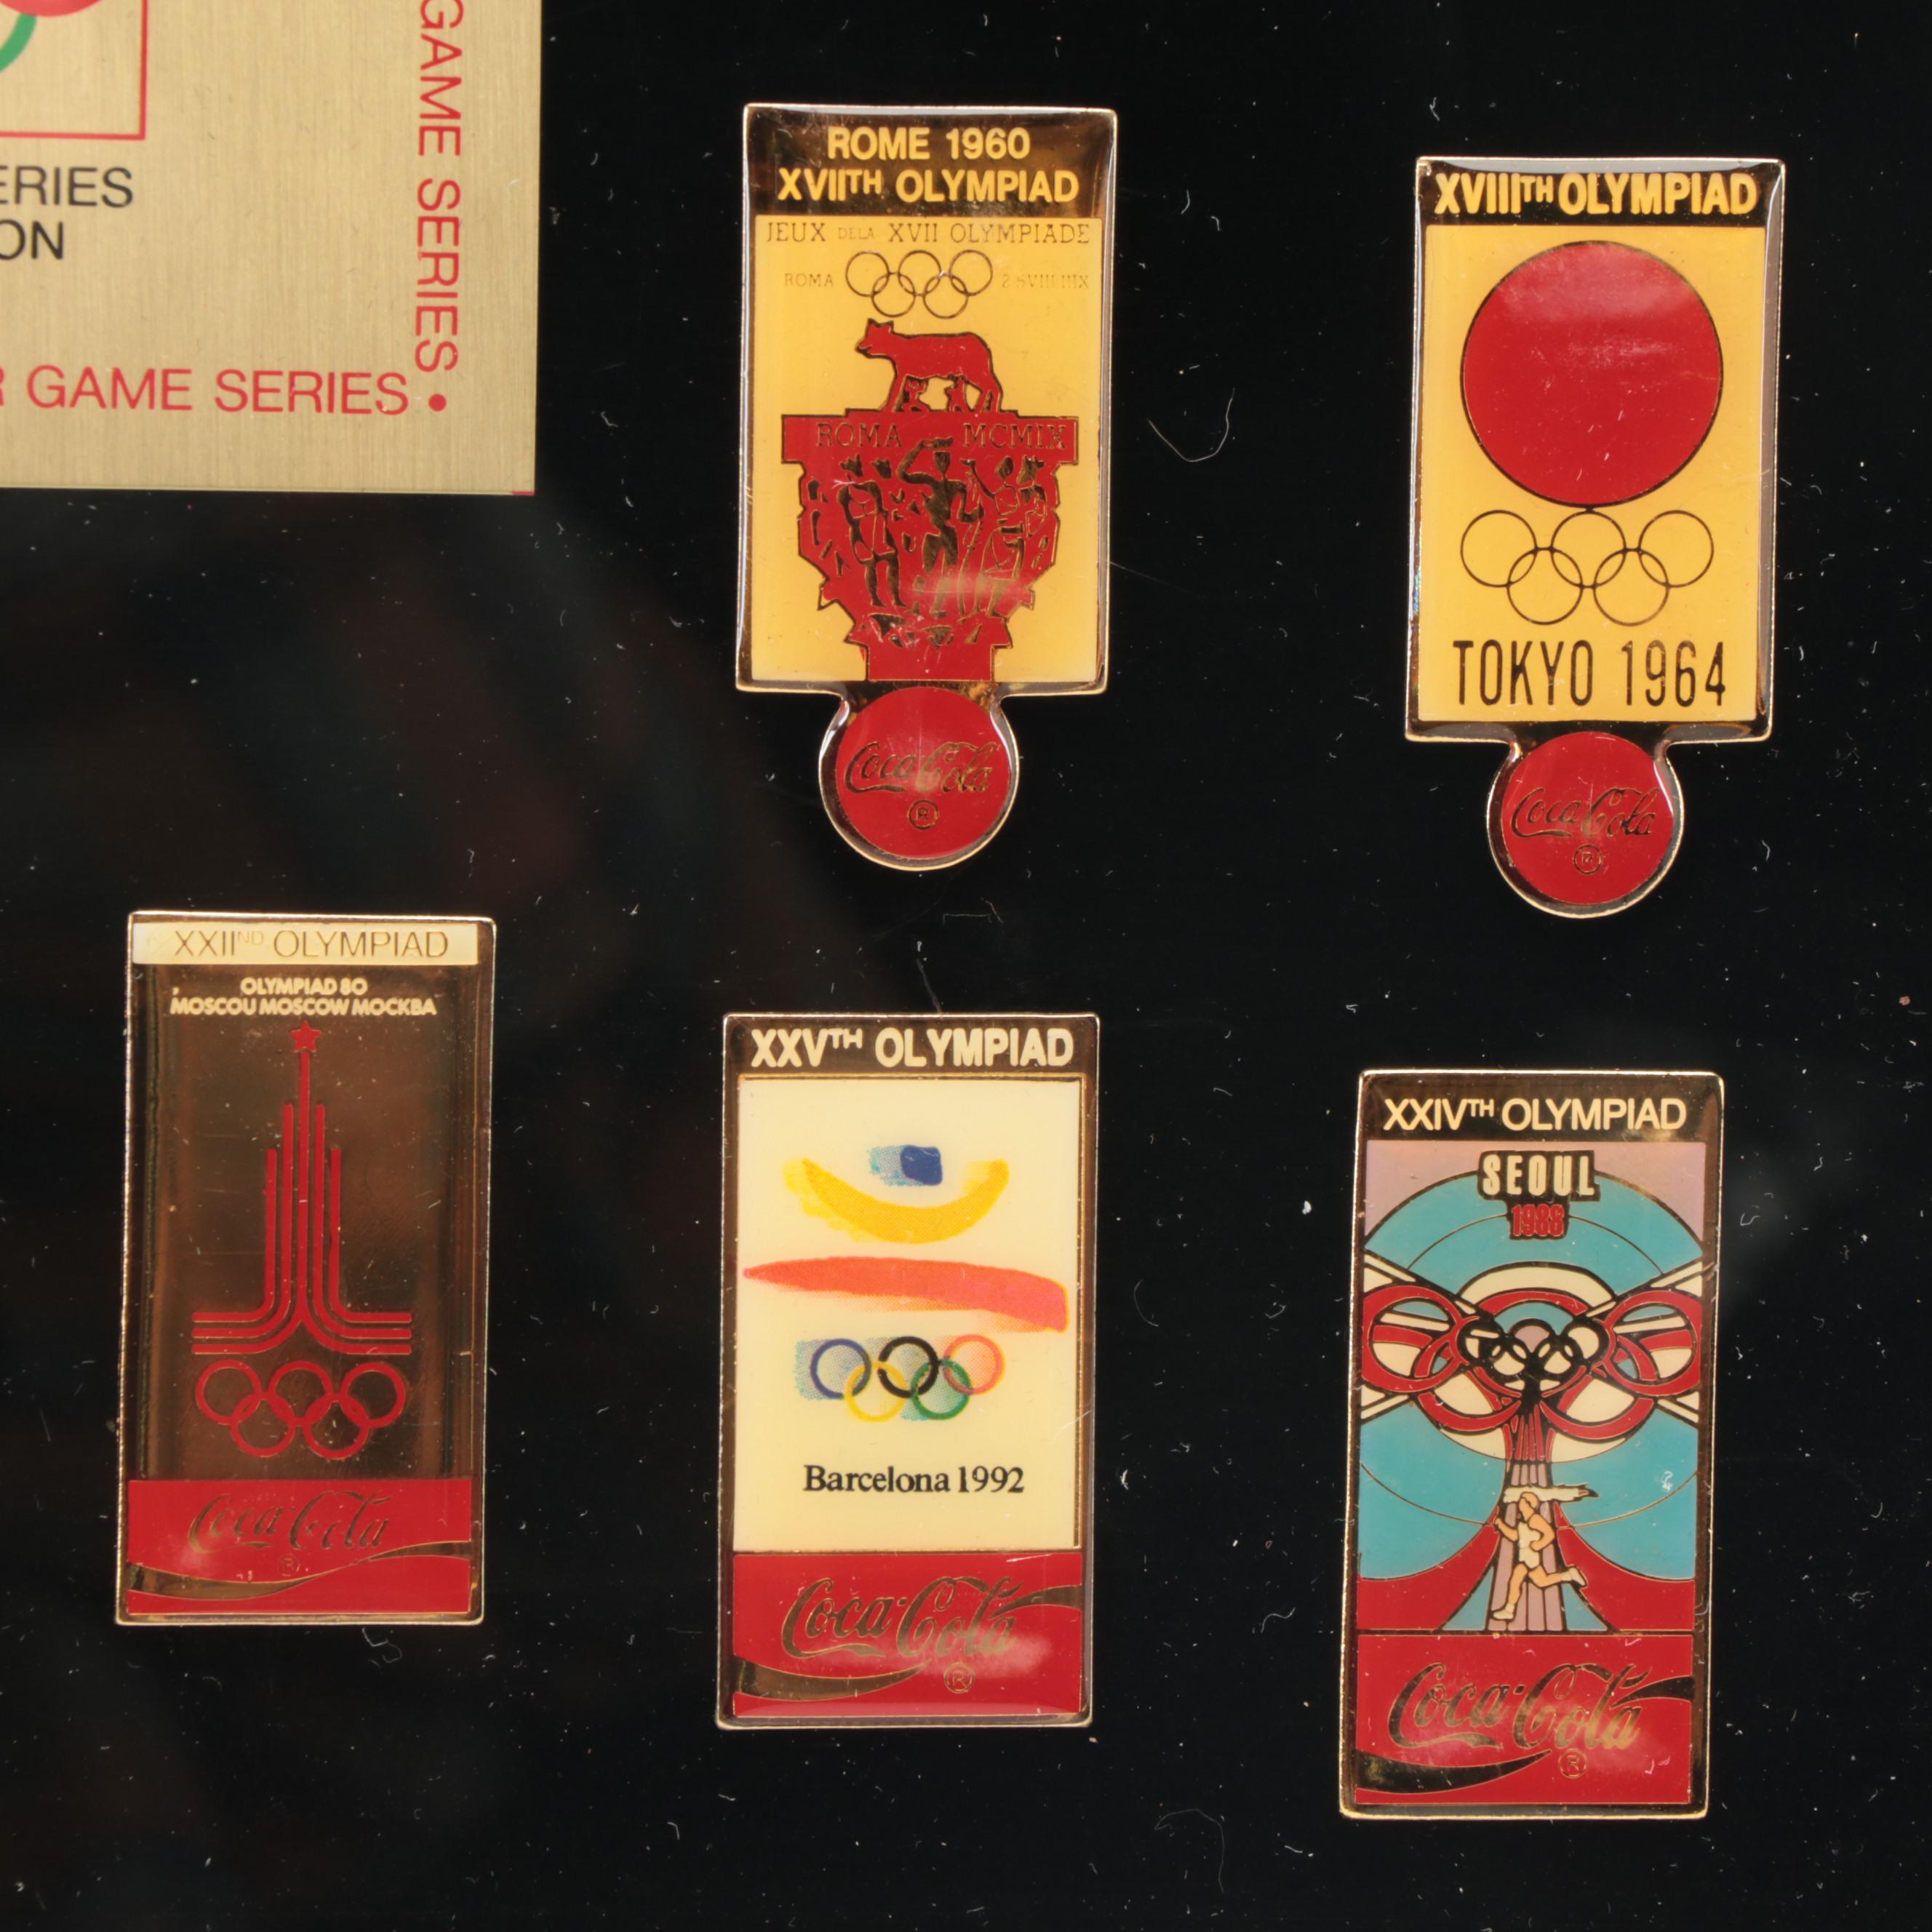 GAME SERIES •
ERIES
ON
R GAME SERIES •
ROME 1960
XVIITH OLYMPIAD
JEUX DELA XVII OLYMPIADE
ROMA
ROMA MCMIX
Coca-Cola
®
XVIIITH OLYMPIAD
TOKYO 1964
Coca-Cola
®
XXIIND OLYMPIAD
OLYMPIAD 80
MOSCOU MOSCOW МОСКВА
Coca-Cola
®
XXVTH OLYMPIAD
Barcelona 1992
Coca-Cola
®
XXIVTH OLYMPIAD
SEOUL
1988
Coca-Cola
®